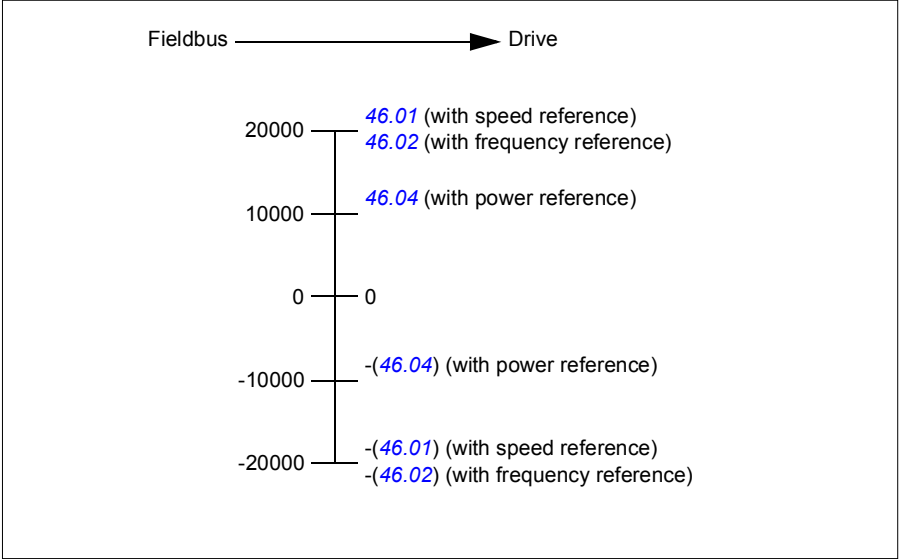 Fieldbus Drive
46.01 (with speed reference)
20000
46.02 (with frequency reference)
46.04 (with power reference)
10000
0 0
-(46.04) (with power reference)
-10000
-(46.01) (with speed reference)
-20000
-(46.02) (with frequency reference)